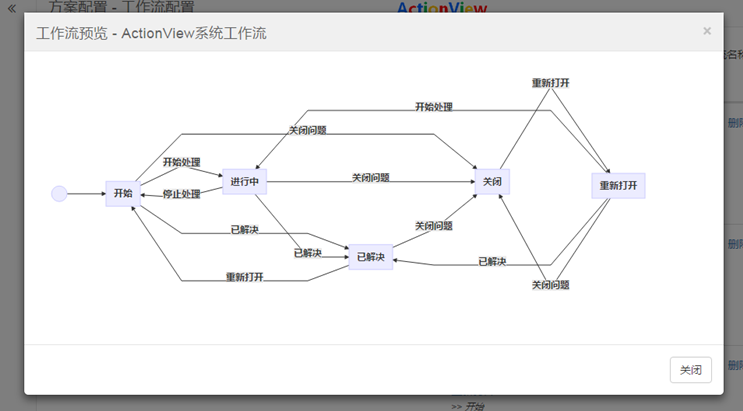 方案配置 - 工作流配置
ActionView
工作流预览 - ActionView系统工作流
×
重新打开
开始处理
关闭问题
开始处理
进行中
关闭问题
关闭
重新打开
开始
停止处理
已解决
关闭问题
已解决
已解决
已解决
重新打开
关闭问题
关闭
>> 开始